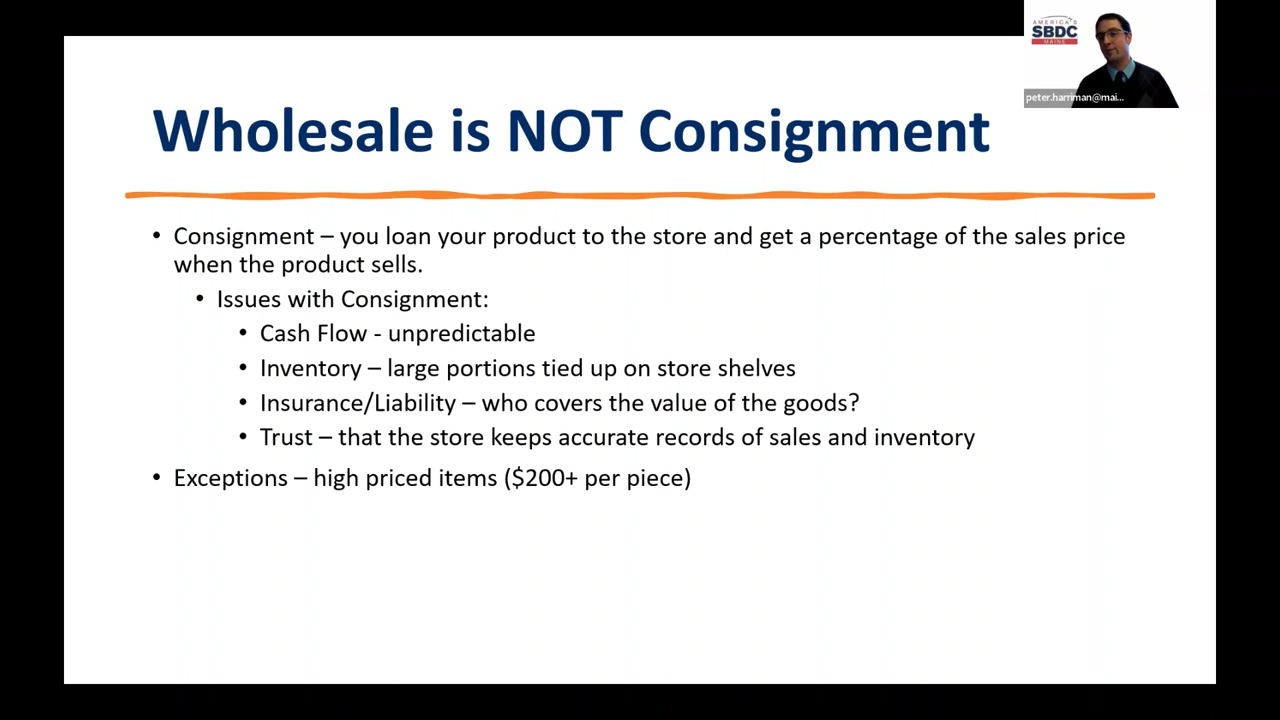 AMERICA'S
SBDC
MAINE
peter.harriman@mai...
Wholesale is NOT Consignment
• Consignment – you loan your product to the store and get a percentage of the sales price
when the product sells.
• Issues with Consignment:
• Cash Flow - unpredictable
• Inventory – large portions tied up on store shelves
• Insurance/Liability – who covers the value of the goods?
• Trust – that the store keeps accurate records of sales and inventory
• Exceptions – high priced items ($200+ per piece)